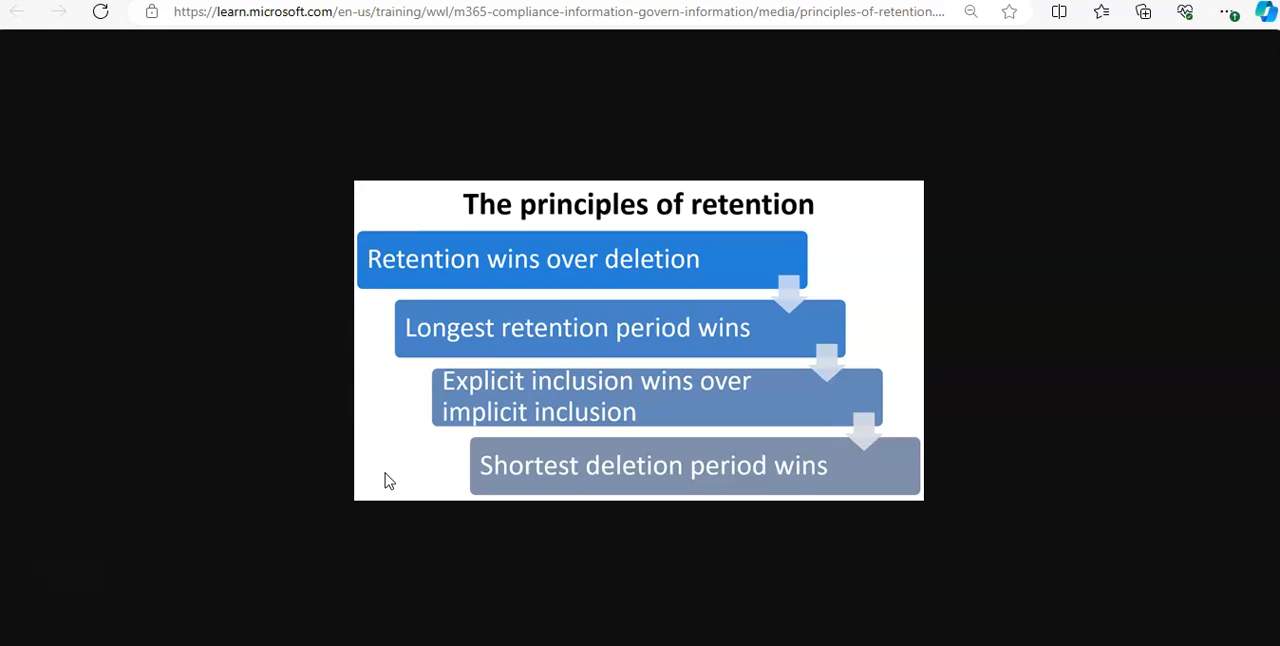 https://learn.microsoft.com/en-us/training/wwl/m365-compliance-information-govern-information/media/principles-of-retention....
The principles of retention
Retention wins over deletion
Longest retention period wins
Explicit inclusion wins over
implicit inclusion
Shortest deletion period wins